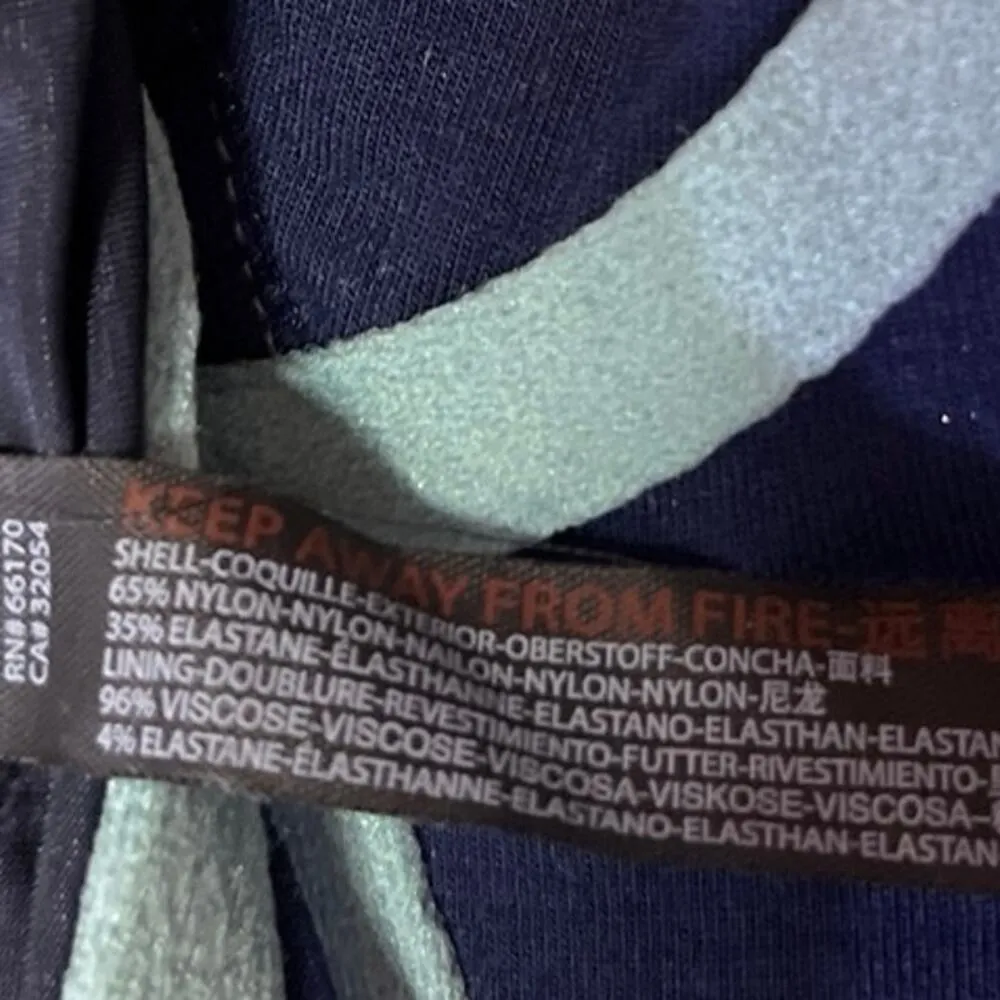 RN# 66170
CA# 32054
KEEP AWAY FROM FIRE-远离
SHELL-COQUILLE-EXTERIOR-OBERSTOFF-CONCHA-面料
65% NYLON-NYLON-NAILON-NYLON-NYLON-尼龙
35% ELASTANE-ÉLASTHANNE-ELASTANO-ELASTHAN-ELASTAN
LINING-DOUBLURE-REVESTIMIENTO-FUTTER-RIVESTIMIENTO-
96% VISCOSE-VISCOSE-VISCOSA-VISKOSE-VISCOSA-
4% ELASTANE-ÉLASTHANNE-ELASTANO-ELASTHAN-ELASTAN